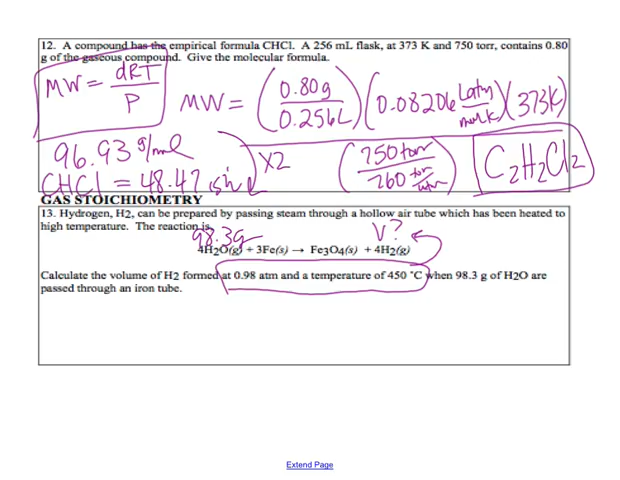 12. A compound has the empirical formula CHCl. A 256 mL flask, at 373 K and 750 torr, contains 0.80
g of the gaseous compound. Give the molecular formula.
MW = dRT / P
MW = (0.80g / 0.256L) (0.08206 Latm / molK) (373K)
96.93 g/mol
(750 torr / 760 torr/atm)
C2H2Cl2
CHCl = 48.47 g/mol
X2
GAS STOICHIOMETRY
13. Hydrogen, H2, can be prepared by passing steam through a hollow air tube which has been heated to
high temperature. The reaction is
98.3g
V?
4H2O(g) + 3Fe(s) → Fe3O4(s) + 4H2(g)
Calculate the volume of H2 formed at 0.98 atm and a temperature of 450 °C when 98.3 g of H2O are
passed through an iron tube.
Extend Page